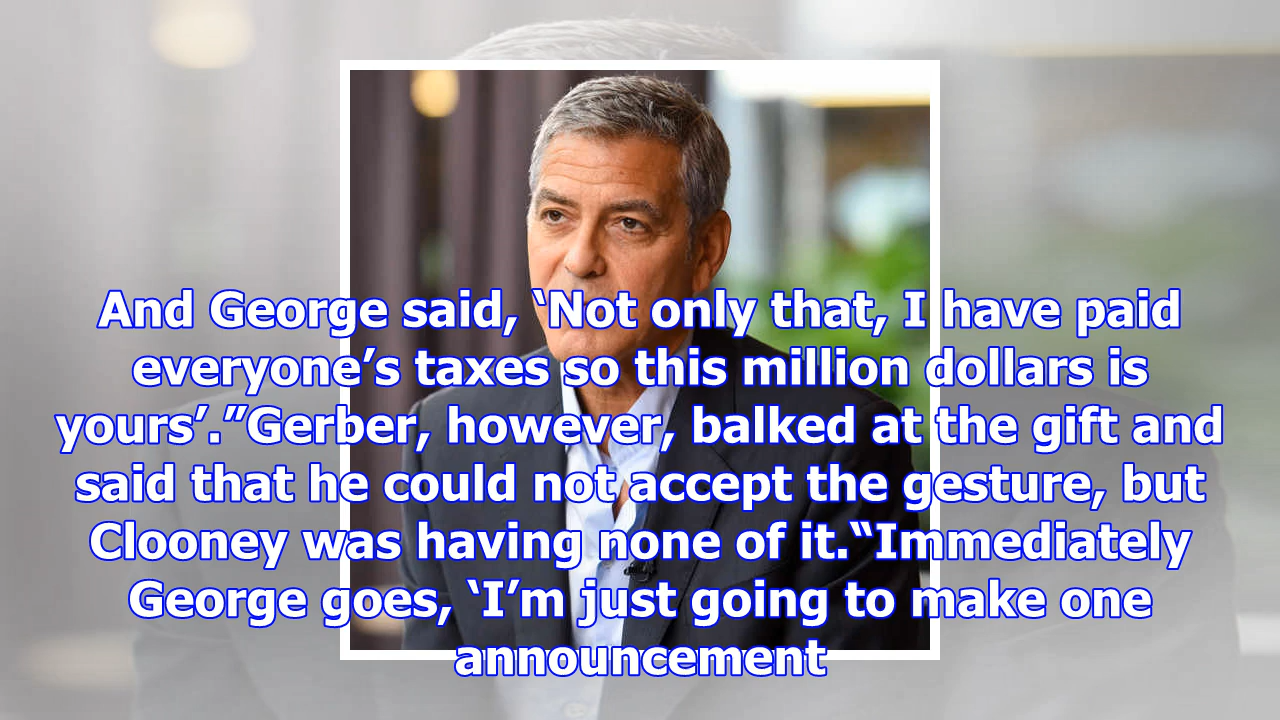 And George said, ‘Not only that, I have paid
everyone’s taxes so this million dollars is
yours’.”Gerber, however, balked at the gift and
said that he could not accept the gesture, but
Clooney was having none of it.“Immediately
George goes, ‘I’m just going to make one
announcement